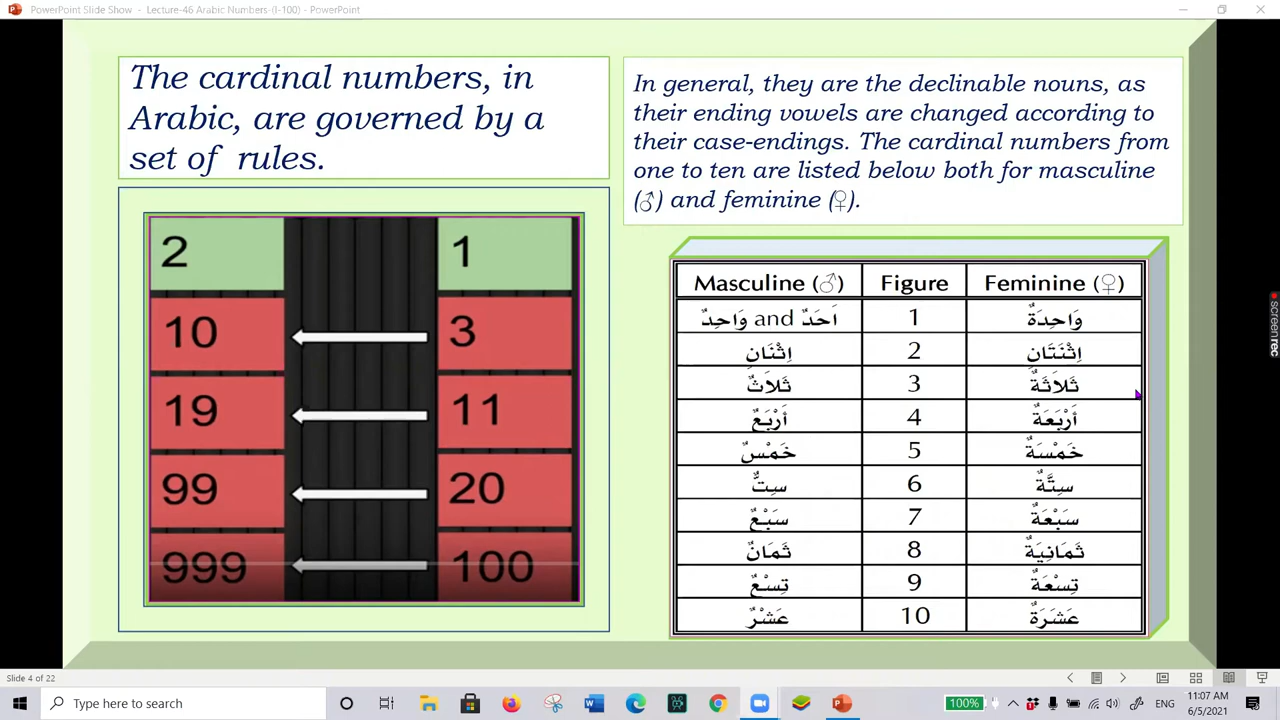 PowerPoint Slide Show - Lecture-46 Arabic Numbers-(I-100) - PowerPoint
The cardinal numbers, in
Arabic, are governed by a
set of rules.
In general, they are the declinable nouns, as
their ending vowels are changed according to
their case-endings. The cardinal numbers from
one to ten are listed below both for masculine
(♂) and feminine (♀).
2 1
10 3
19 11
99 20
999 100
Masculine (♂) Figure Feminine (♀)
وَاحِدٌ and اَحَدٌ 1 وَاحِدَةٌ
اِثْنَانِ 2 اِثْنَتَانِ
ثَلاَثٌ 3 ثَلاَثَةٌ
أَرْبَعٌ 4 أَرْبَعَةٌ
خَمْسٌ 5 خَمْسَةٌ
سِتٌّ 6 سِتَّةٌ
سَبْعٌ 7 سَبْعَةٌ
ثَمَانٌ 8 ثَمَانِيَةٌ
تِسْعٌ 9 تِسْعَةٌ
عَشْرٌ 10 عَشَرَةٌ
screenrec
Slide 4 of 22
Type here to search
100%
ENG
11:07 AM
6/5/2021